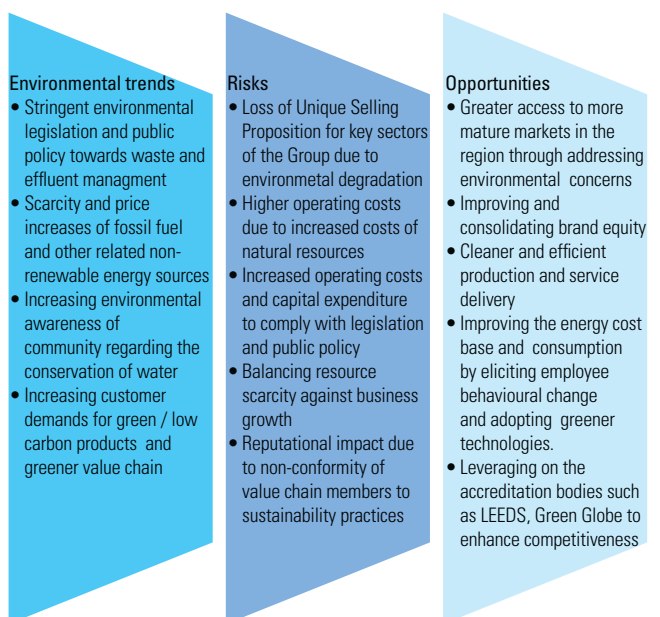 Environmental trends
• Stringent environmental
legislation and public
policy towards waste and
effluent managment
• Scarcity and price
increases of fossil fuel
and other related non-
renewable energy sources
• Increasing environmental
awareness of
community regarding the
conservation of water
• Increasing customer
demands for green / low
carbon products and
greener value chain
Risks
• Loss of Unique Selling
Proposition for key sectors
of the Group due to
environmetal degradation
• Higher operating costs
due to increased costs of
natural resources
• Increased operating costs
and capital expenditure
to comply with legislation
and public policy
• Balancing resource
scarcity against business
growth
• Reputational impact due
to non-conformity of
value chain members to
sustainability practices
Opportunities
• Greater access to more
mature markets in the
region through addressing
environmental concerns
• Improving and
consolidating brand equity
• Cleaner and efficient
production and service
delivery
• Improving the energy cost
base and consumption
by eliciting employee
behavioural change
and adopting greener
technologies.
• Leveraging on the
accreditation bodies such
as LEEDS, Green Globe to
enhance competitiveness